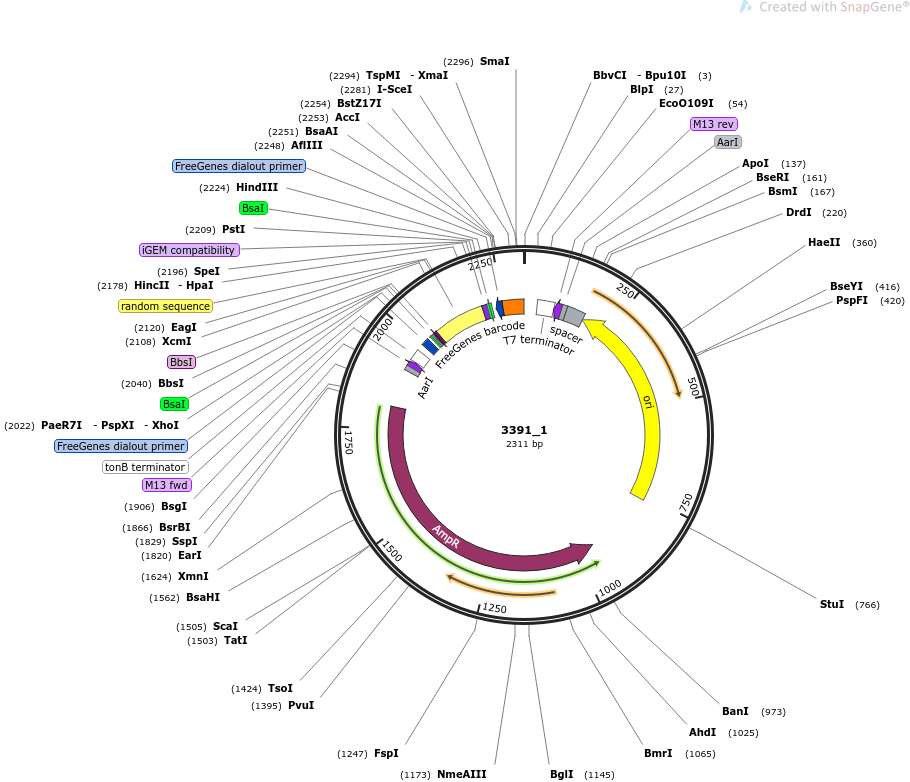 Created with SnapGene®
(2296) SmaI
(2294) TspMI - XmaI
(2281) I-SceI
(2254) BstZ17I
(2253) AccI
(2251) BsaAI
(2248) AflIII
FreeGenes dialout primer
(2224) HindIII
BsaI
(2209) PstI
iGEM compatibility
(2196) SpeI
(2178) HincII - HpaI
random sequence
(2120) EagI
(2108) XcmI
BbsI
(2040) BbsI
BsaI
(2022) PaeR7I - PspXI - XhoI
FreeGenes dialout primer
tonB terminator
M13 fwd
(1906) BsgI
(1866) BsrBI
(1829) SspI
(1820) EarI
(1624) XmnI
(1562) BsaHI
(1505) ScaI
(1503) TatI
(1424) TsoI
(1395) PvuI
(1247) FspI
(1173) NmeAIII
BbvCI - Bpu10I (3)
BlpI (27)
EcoO109I (54)
M13 rev
AarI
ApoI (137)
BseRI (161)
BsmI (167)
DrdI (220)
HaeII (360)
BseYI (416)
PspFI (420)
StuI (766)
BanI (973)
AhdI (1025)
BmrI (1065)
BglI (1145)
250
500
750
1000
1250
1500
1750
2000
2250
FreeGenes barcode
T7 terminator
spacer
AarI
ori
AmpR
3391_1
2311 bp